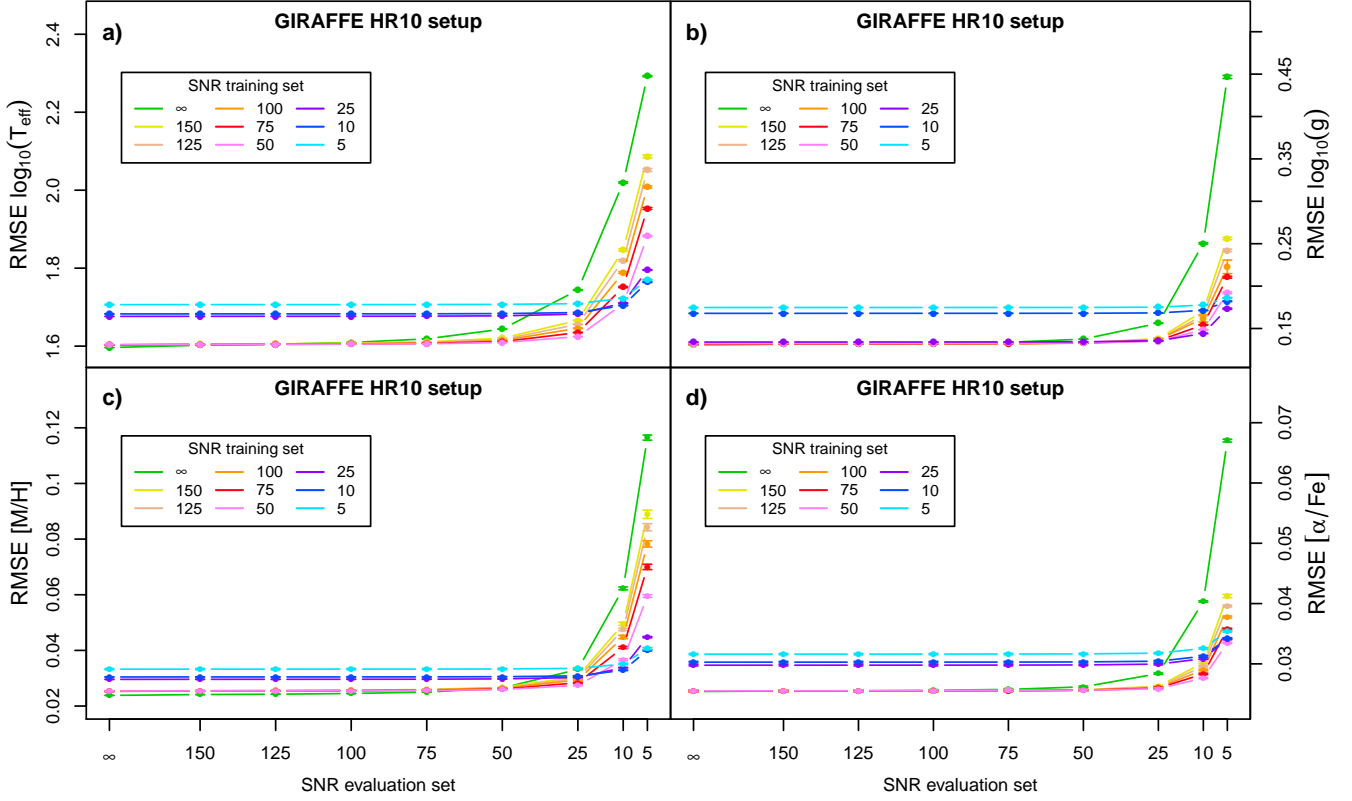 GIRAFFE HR10 setup
a)
RMSE log10(Teff)
2.4
2.2
2.0
1.8
1.6
SNR training set
∞ 100 25
150 75 10
125 50 5
GIRAFFE HR10 setup
b)
RMSE log10(g)
0.45
0.35
0.25
0.15
SNR training set
∞ 100 25
150 75 10
125 50 5
GIRAFFE HR10 setup
c)
RMSE [M/H]
0.12
0.1
0.08
0.06
0.04
0.02
SNR training set
∞ 100 25
150 75 10
125 50 5
∞ 150 125 100 75 50 25 10 5
SNR evaluation set
GIRAFFE HR10 setup
d)
RMSE [α/Fe]
0.07
0.06
0.05
0.04
0.03
SNR training set
∞ 100 25
150 75 10
125 50 5
∞ 150 125 100 75 50 25 10 5
SNR evaluation set